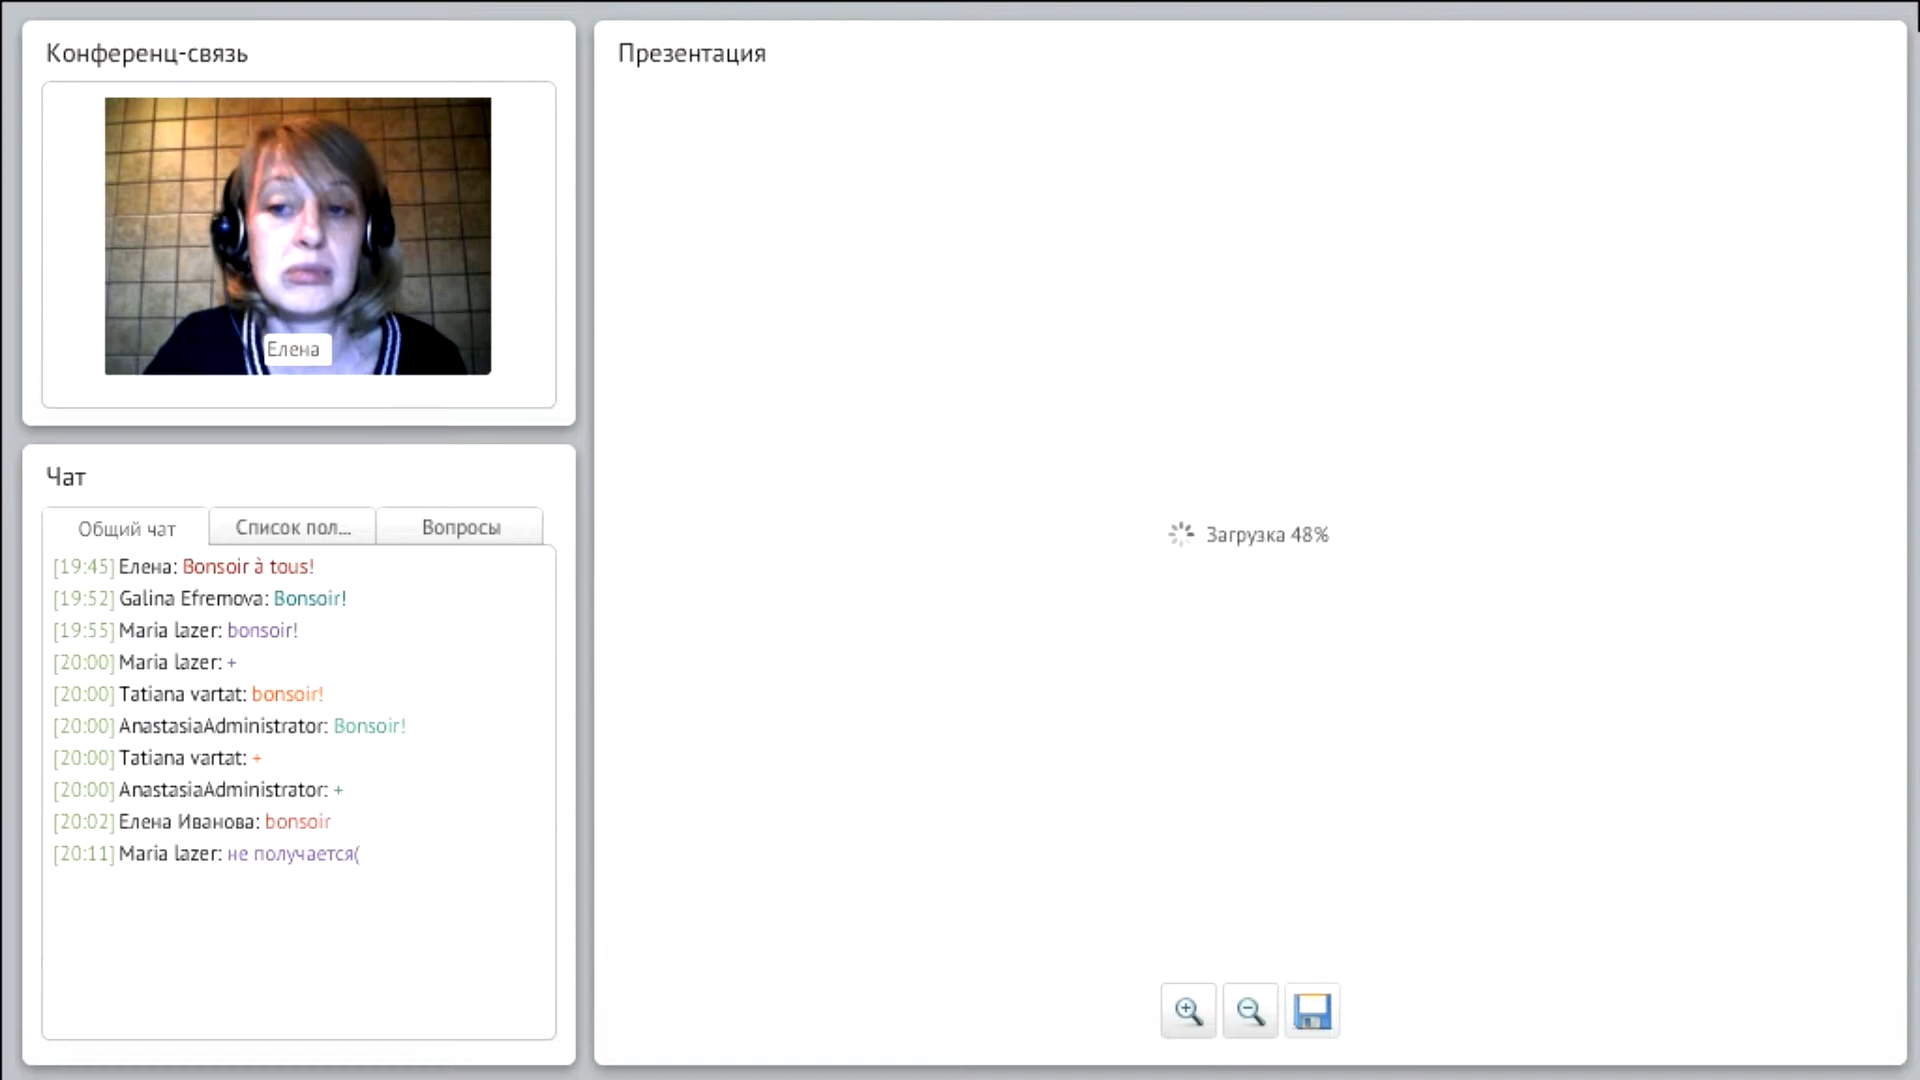 Конференц-связь
Елена
Чат
Общий чат
Список пол...
Вопросы
[19:45] Елена: Bonsoir à tous!
[19:52] Galina Efremova: Bonsoir!
[19:55] Maria lazer: bonsoir!
[20:00] Maria lazer: +
[20:00] Tatiana vartat: bonsoir!
[20:00] AnastasiaAdministrator: Bonsoir!
[20:00] Tatiana vartat: +
[20:00] AnastasiaAdministrator: +
[20:02] Елена Иванова: bonsoir
[20:11] Maria lazer: не получается(
Презентация
Загрузка 48%